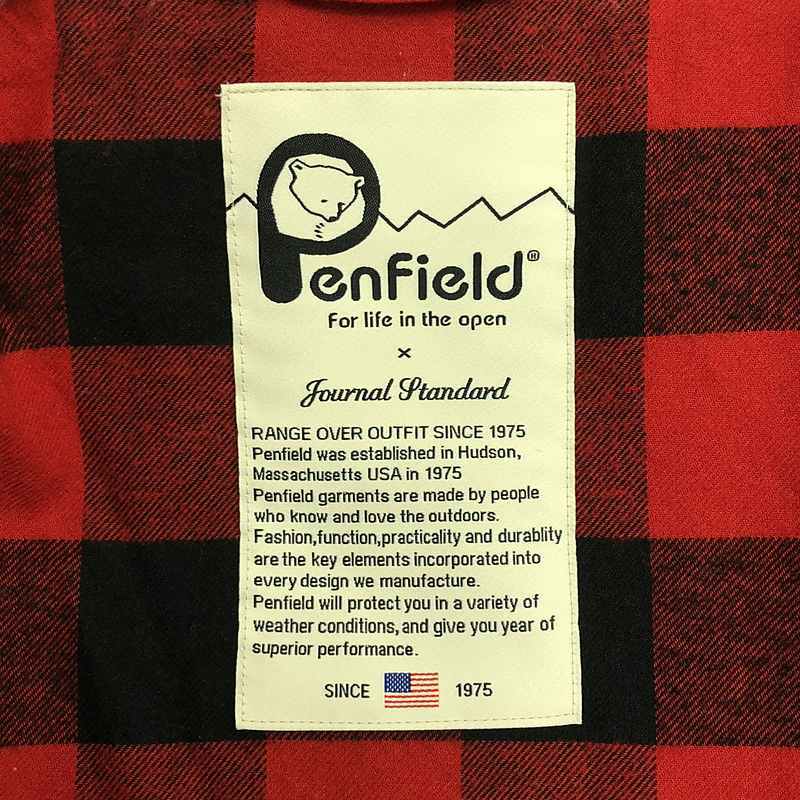 Penfield®
For life in the open
×
Journal Standard
RANGE OVER OUTFIT SINCE 1975
Penfield was established in Hudson,
Massachusetts USA in 1975
Penfield garments are made by people
who know and love the outdoors.
Fashion,function,practicality and durablity
are the key elements incorporated into
every design we manufacture.
Penfield will protect you in a variety of
weather conditions,and give you year of
superior performance.
SINCE 1975